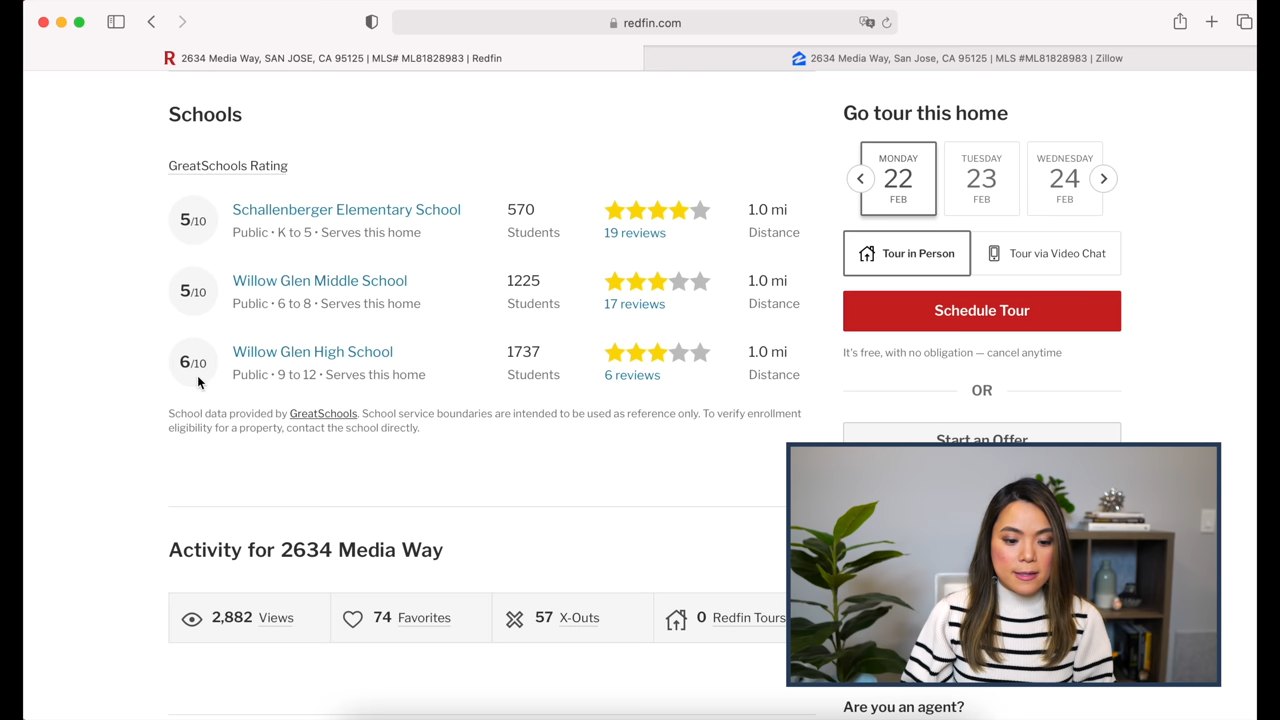 redfin.com
R 2634 Media Way, SAN JOSE, CA 95125 | MLS# ML81828983 | Redfin
2634 Media Way, San Jose, CA 95125 | MLS #ML81828983 | Zillow
Schools
GreatSchools Rating
5/10
Schallenberger Elementary School
Public • K to 5 • Serves this home
570
Students
19 reviews
1.0 mi
Distance
5/10
Willow Glen Middle School
Public • 6 to 8 • Serves this home
1225
Students
17 reviews
1.0 mi
Distance
6/10
Willow Glen High School
Public • 9 to 12 • Serves this home
1737
Students
6 reviews
1.0 mi
Distance
School data provided by GreatSchools. School service boundaries are intended to be used as reference only. To verify enrollment
eligibility for a property, contact the school directly.
Activity for 2634 Media Way
2,882 Views
74 Favorites
57 X-Outs
0 Redfin Tours
Go tour this home
MONDAY
22
FEB
TUESDAY
23
FEB
WEDNESDAY
24
FEB
Tour in Person
Tour via Video Chat
Schedule Tour
It's free, with no obligation — cancel anytime
OR
Start an Offer
Are you an agent?